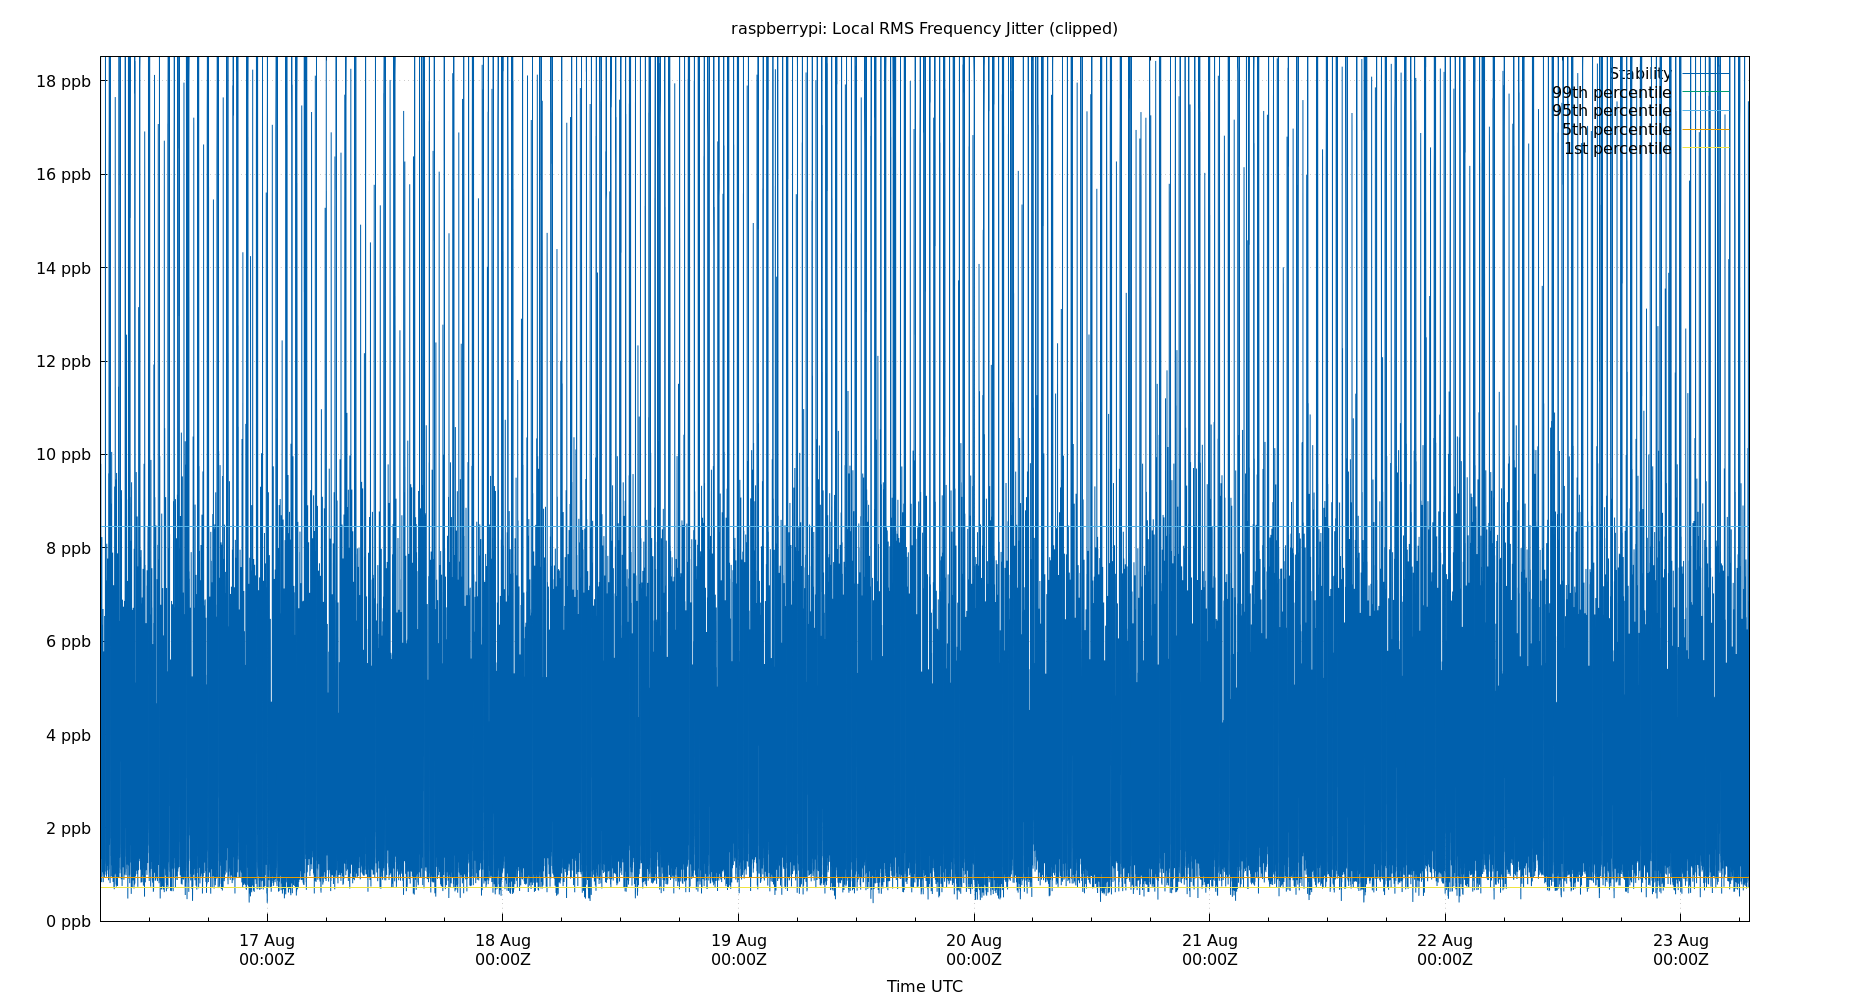 raspberrypi: Local RMS Frequency Jitter (clipped)
18 ppb
16 ppb
14 ppb
12 ppb
10 ppb
8 ppb
6 ppb
4 ppb
2 ppb
0 ppb
Stability
99th percentile
95th percentile
5th percentile
1st percentile
17 Aug
00:00Z
18 Aug
00:00Z
19 Aug
00:00Z
20 Aug
00:00Z
21 Aug
00:00Z
22 Aug
00:00Z
23 Aug
00:00Z
Time UTC